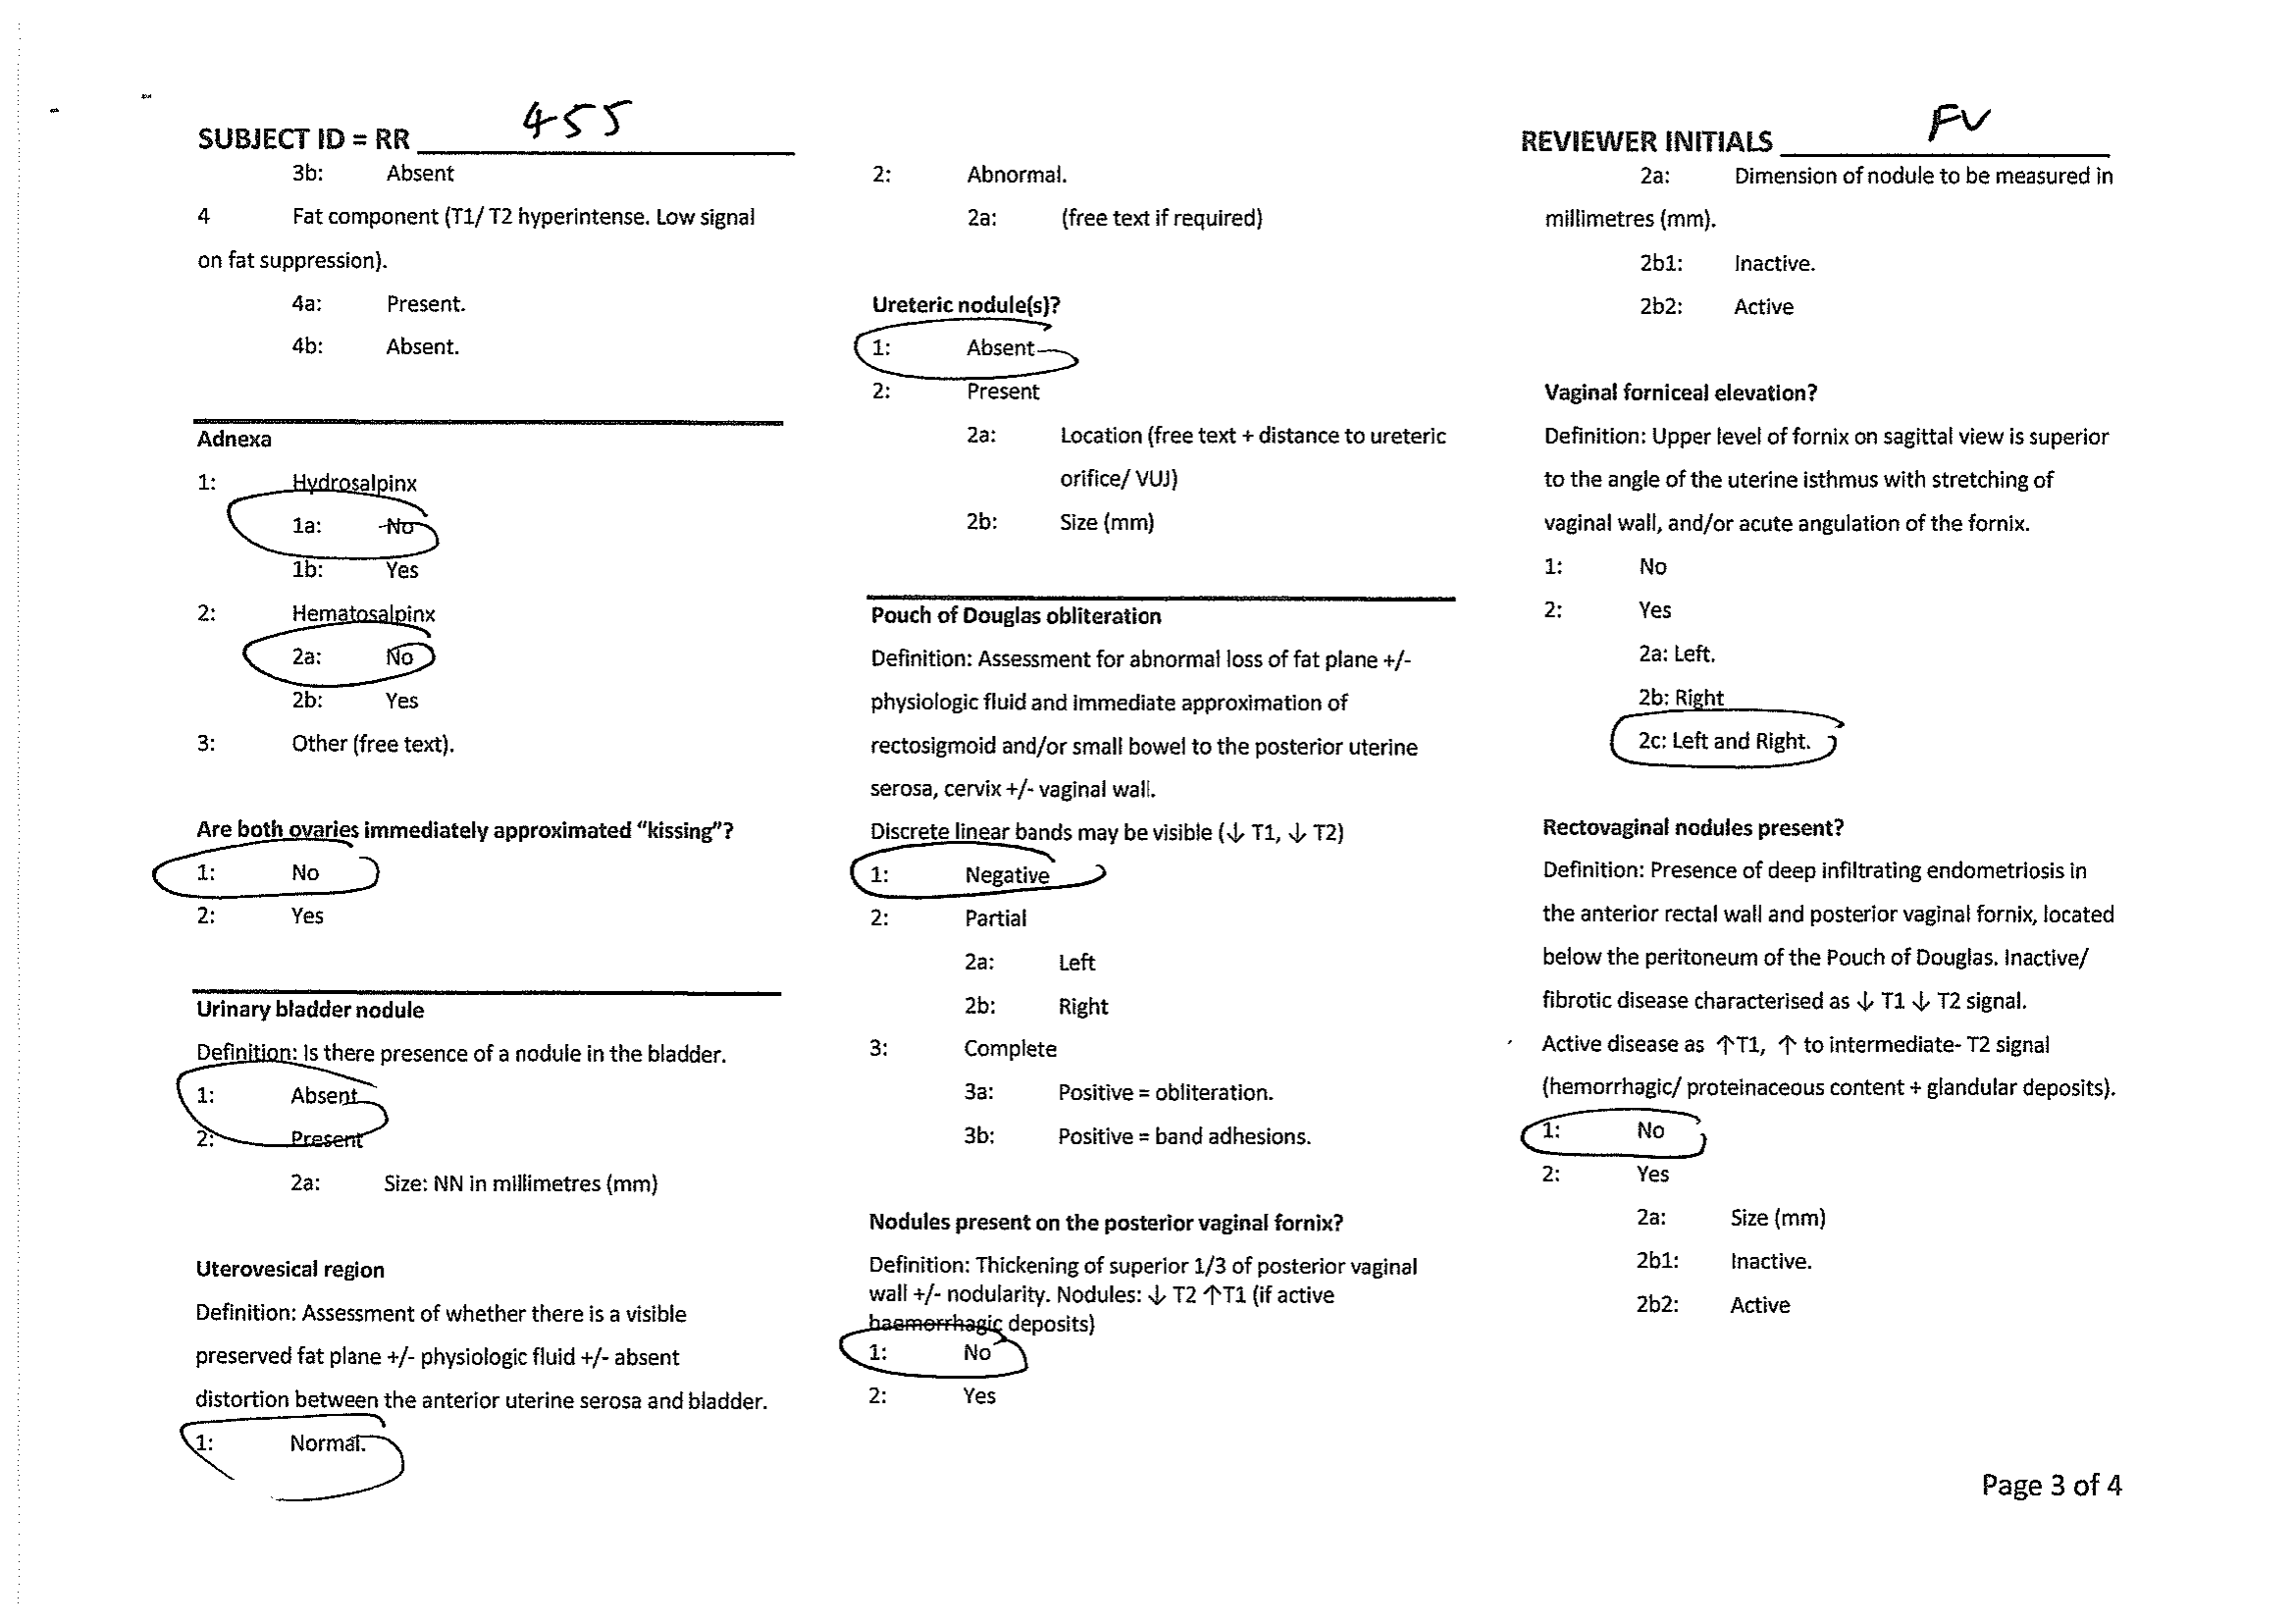 SUBJECT ID = RR 455
3b: Absent
4 Fat component (T1/ T2 hyperintense. Low signal
on fat suppression).
4a: Present.
4b: Absent.
Adnexa
1: Hydrosalpinx
1a: No
1b: Yes
2: Hematosalpinx
2a: No
2b: Yes
3: Other (free text).
Are both ovaries immediately approximated “kissing”?
1: No
2: Yes
Urinary bladder nodule
Definition: Is there presence of a nodule in the bladder.
1: Absent
2: Present
2a: Size: NN in millimetres (mm)
Uterovesical region
Definition: Assessment of whether there is a visible
preserved fat plane +/- physiologic fluid +/- absent
distortion between the anterior uterine serosa and bladder.
1: Normal.
2: Abnormal.
2a: (free text if required)
Ureteric nodule(s)?
1: Absent
2: Present
2a: Location (free text + distance to ureteric
orifice/ VUJ)
2b: Size (mm)
Pouch of Douglas obliteration
Definition: Assessment for abnormal loss of fat plane +/-
physiologic fluid and immediate approximation of
rectosigmoid and/or small bowel to the posterior uterine
serosa, cervix +/- vaginal wall.
Discrete linear bands may be visible (↓ T1, ↓ T2)
1: Negative
2: Partial
2a: Left
2b: Right
3: Complete
3a: Positive = obliteration.
3b: Positive = band adhesions.
Nodules present on the posterior vaginal fornix?
Definition: Thickening of superior 1/3 of posterior vaginal
wall +/- nodularity. Nodules: ↓ T2 ↑T1 (if active
haemorrhagic deposits)
1: No
2: Yes
REVIEWER INITIALS FV
2a: Dimension of nodule to be measured in
millimetres (mm).
2b1: Inactive.
2b2: Active
Vaginal forniceal elevation?
Definition: Upper level of fornix on sagittal view is superior
to the angle of the uterine isthmus with stretching of
vaginal wall, and/or acute angulation of the fornix.
1: No
2: Yes
2a: Left.
2b: Right
2c: Left and Right.
Rectovaginal nodules present?
Definition: Presence of deep infiltrating endometriosis in
the anterior rectal wall and posterior vaginal fornix, located
below the peritoneum of the Pouch of Douglas. Inactive/
fibrotic disease characterised as ↓ T1 ↓ T2 signal.
Active disease as ↑T1, ↑ to intermediate- T2 signal
(hemorrhagic/ proteinaceous content + glandular deposits).
1: No
2: Yes
2a: Size (mm)
2b1: Inactive.
2b2: Active
Page 3 of 4